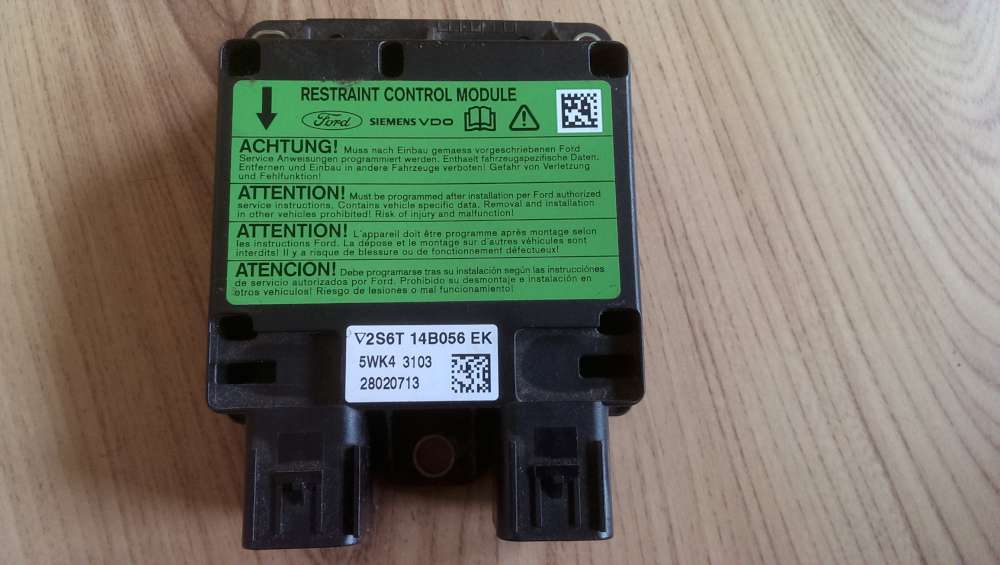 RESTRAINT CONTROL MODULE
Ford SIEMENS VDO
ACHTUNG! Muss nach Einbau gemaess vorgeschriebenen Ford
Service Anweisungen programmiert werden. Enthaelt fahrzeugspezifische Daten.
Entfernen und Einbau in andere Fahrzeuge verboten! Gefahr von Verletzung
und Fehlfunktion!
ATTENTION! Must be programmed after installation per Ford authorized
service instructions. Contains vehicle specific data. Removal and installation
in other vehicles prohibited! Risk of injury and malfunction!
ATTENTION! L'appareil doit être programme après montage selon
les instructions Ford. La dépose et le montage sur d'autres véhicules sont
interdits! Il y a risque de blessure ou de fonctionnement défectueux!
ATENCION! Debe programarse tras su instalación según las instrucciónes
de servicio autorizados por Ford. Prohibido su desmontaje e instalación en
otros vehículos! Riesgo de lesiones o mal funcionamiento!
▽2S6T 14B056 EK
5WK4 3103
28020713